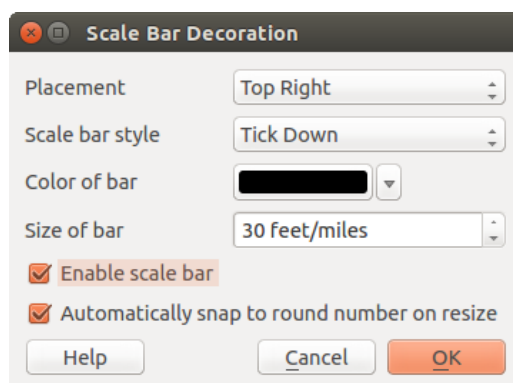 Scale Bar Decoration
Placement Top Right
Scale bar style Tick Down
Color of bar
Size of bar 30 feet/miles
Enable scale bar
Automatically snap to round number on resize
Help Cancel OK